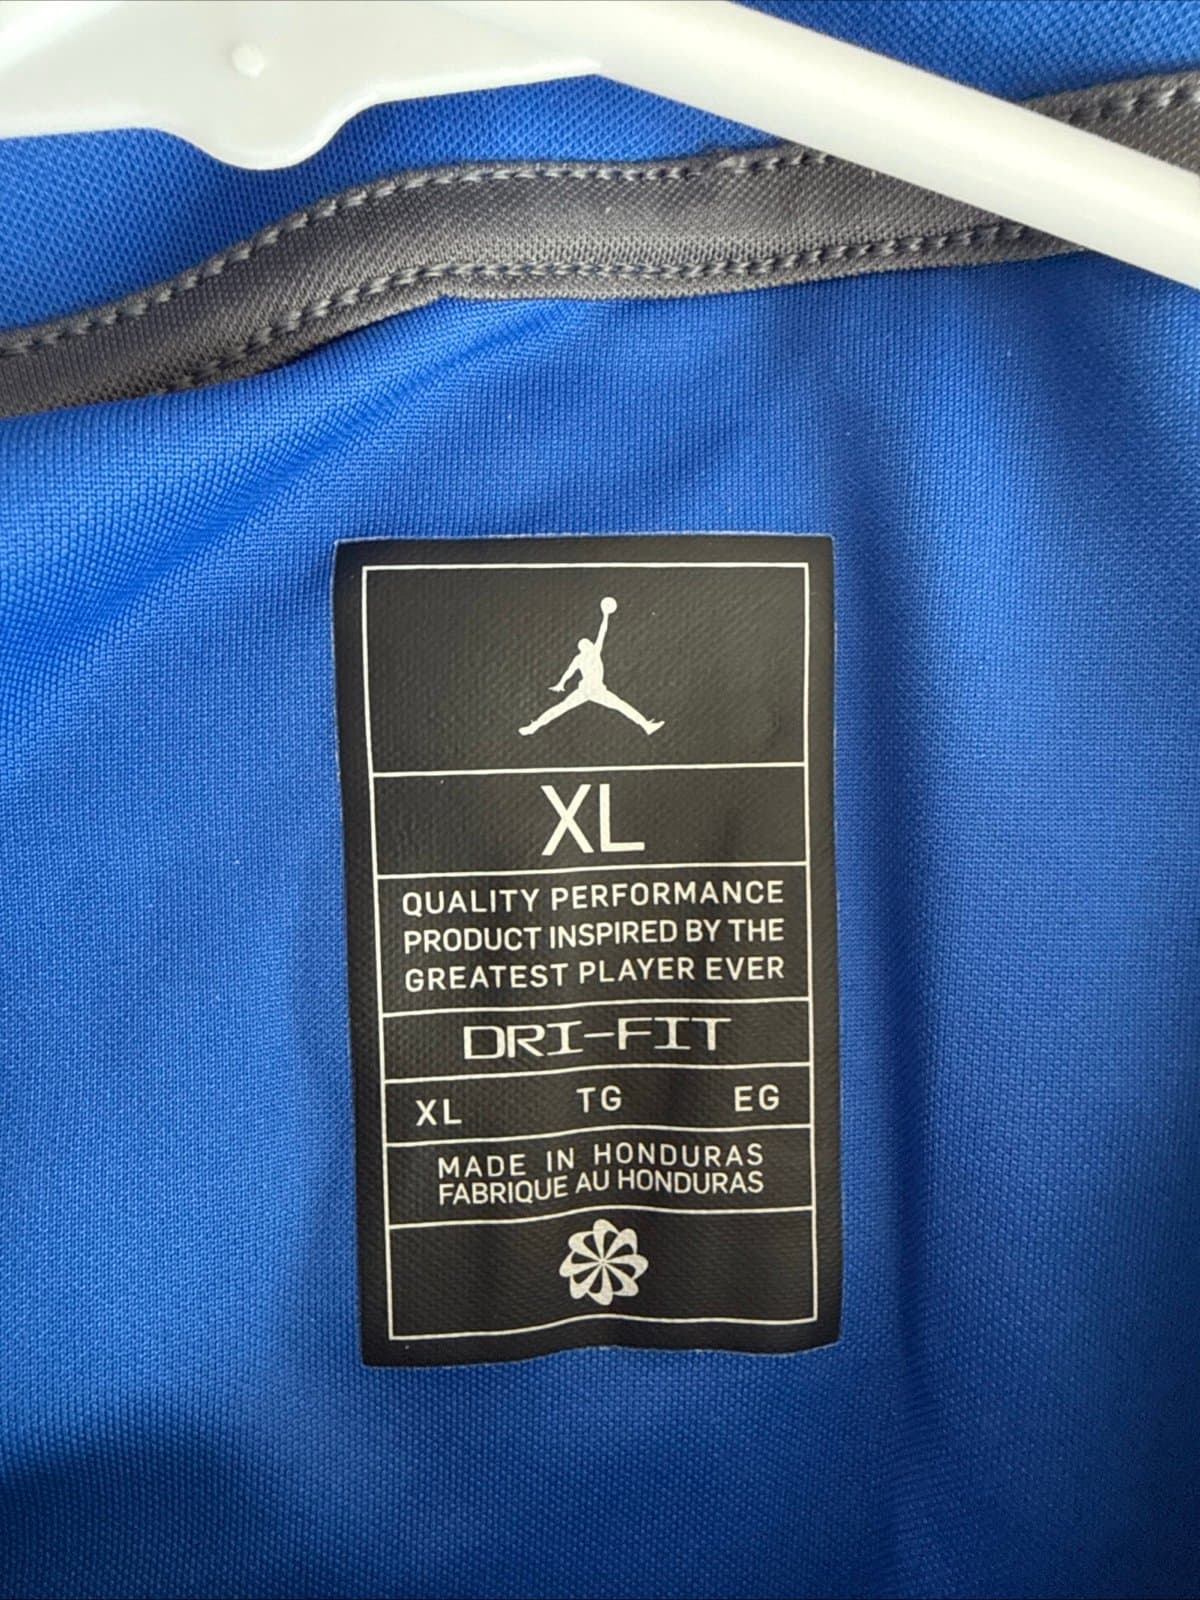 XL
QUALITY PERFORMANCE
PRODUCT INSPIRED BY THE
GREATEST PLAYER EVER
DRI-FIT
XL TG EG
MADE IN HONDURAS
FABRIQUE AU HONDURAS